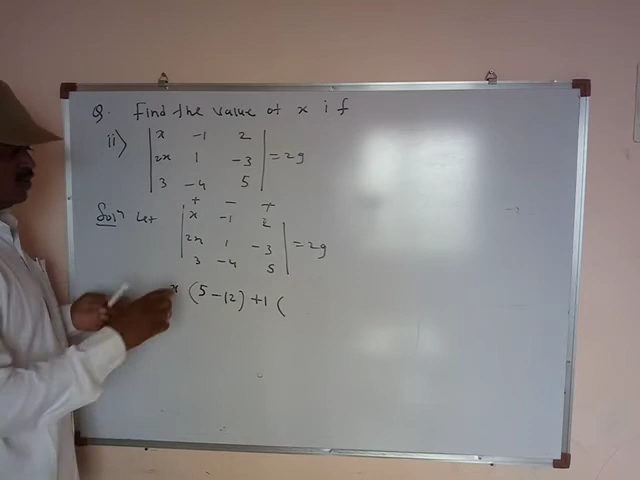 Q. Find the value of x if
ii) | x -1 2 |
| 2x 1 -3 | = 29
| 3 -4 5 |
+ - +
Soln Let | x -1 2 |
| 2x 1 -3 | = 29
| 3 -4 5 |
x (5-12) +1 (